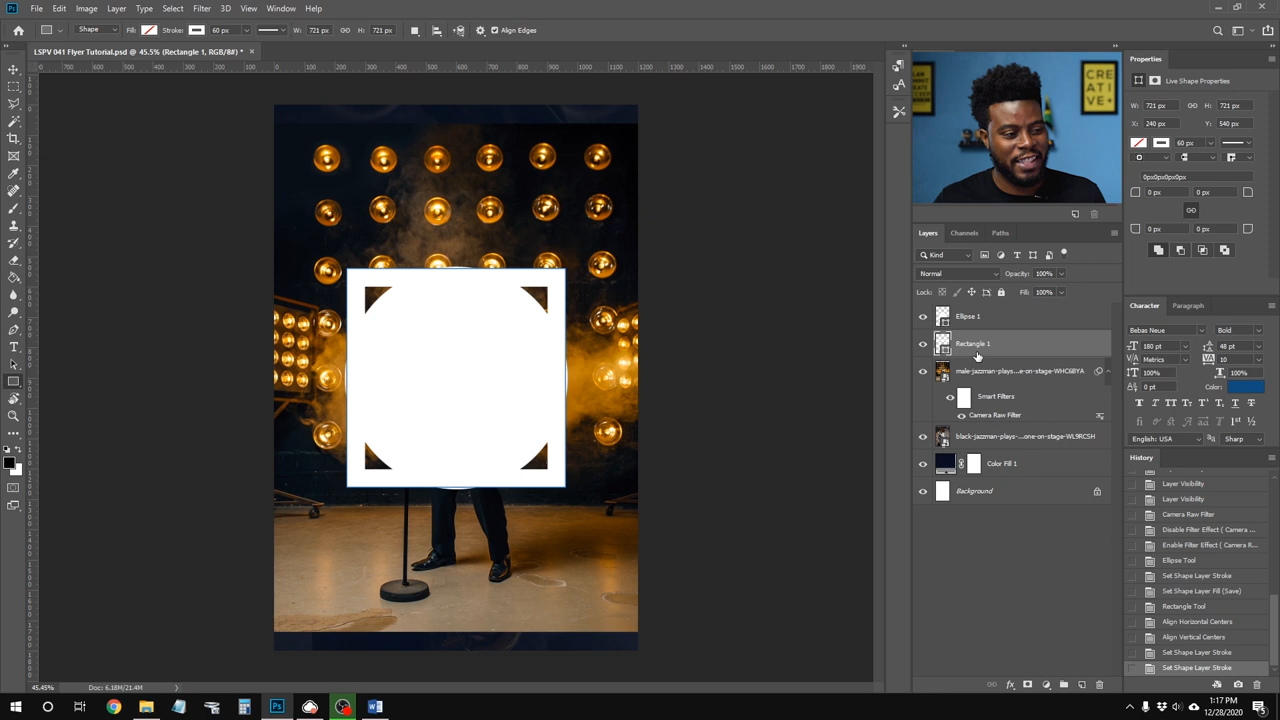 Ps File Edit Image Layer Type Select Filter 3D View Window Help
Shape Fill: Stroke: 60 px W: 721 px H: 721 px Align Edges
LSPV 041 Flyer Tutorial.psd @ 45.5% (Rectangle 1, RGB/8#) * ×
Properties
Live Shape Properties
W: 721 px H: 721 px
X: 240 px Y: 540 px
60 px
0px0px0px0px
0 px 0 px
0 px 0 px
CRE
ATI
VE+
Layers Channels Paths
Kind
Normal Opacity: 100%
Lock: Fill: 100%
Ellipse 1
Rectangle 1
male-jazzman-plays...e-on-stage-WHC6BYA
Smart Filters
Camera Raw Filter
black-jazzman-plays-...one-on-stage-WL9RCSH
Color Fill 1
Background
Character Paragraph
Bebas Neue Bold
180 pt 48 pt
Metrics 10
100% 100%
0 pt Color:
English: USA Sharp
History
Layer Visibility
Layer Visibility
Camera Raw Filter
Disable Filter Effect ( Camera ...
Enable Filter Effect ( Camera R...
Ellipse Tool
Set Shape Layer Stroke
Set Shape Layer Fill (Save)
Rectangle Tool
Align Horizontal Centers
Align Vertical Centers
Set Shape Layer Stroke
Set Shape Layer Stroke
45.45% Doc: 6.18M/21.4M
1:17 PM
12/28/2020